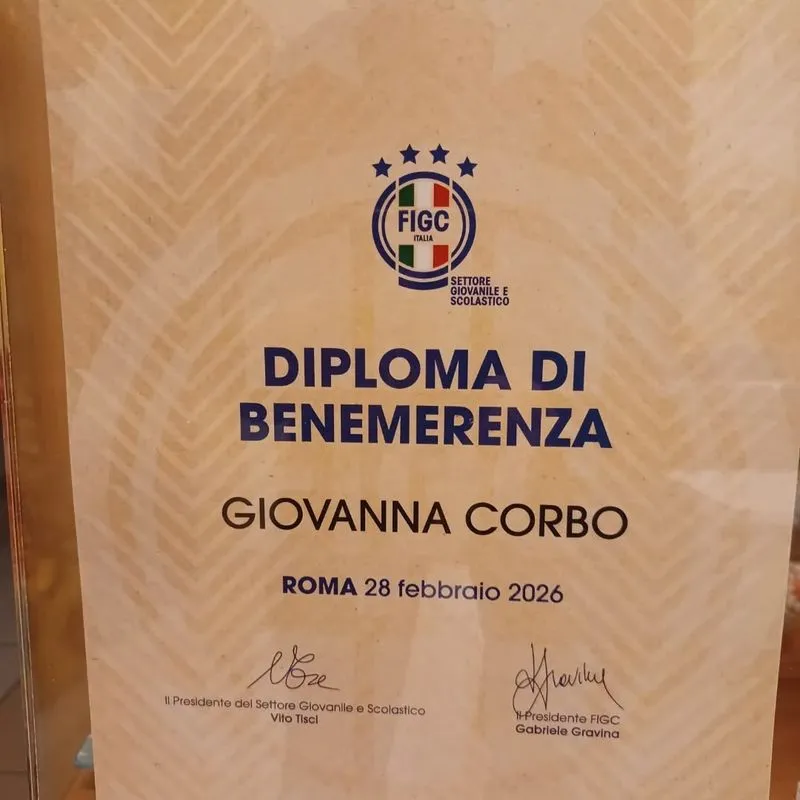 FIGC
ITALIA
SETTORE
GIOVANILE E
SCOLASTICO
DIPLOMA DI
BENEMERENZA
GIOVANNA CORBO
ROMA 28 febbraio 2026
Il Presidente del Settore Giovanile e Scolastico
Vito Tisci
Il Presidente FIGC
Gabriele Gravina